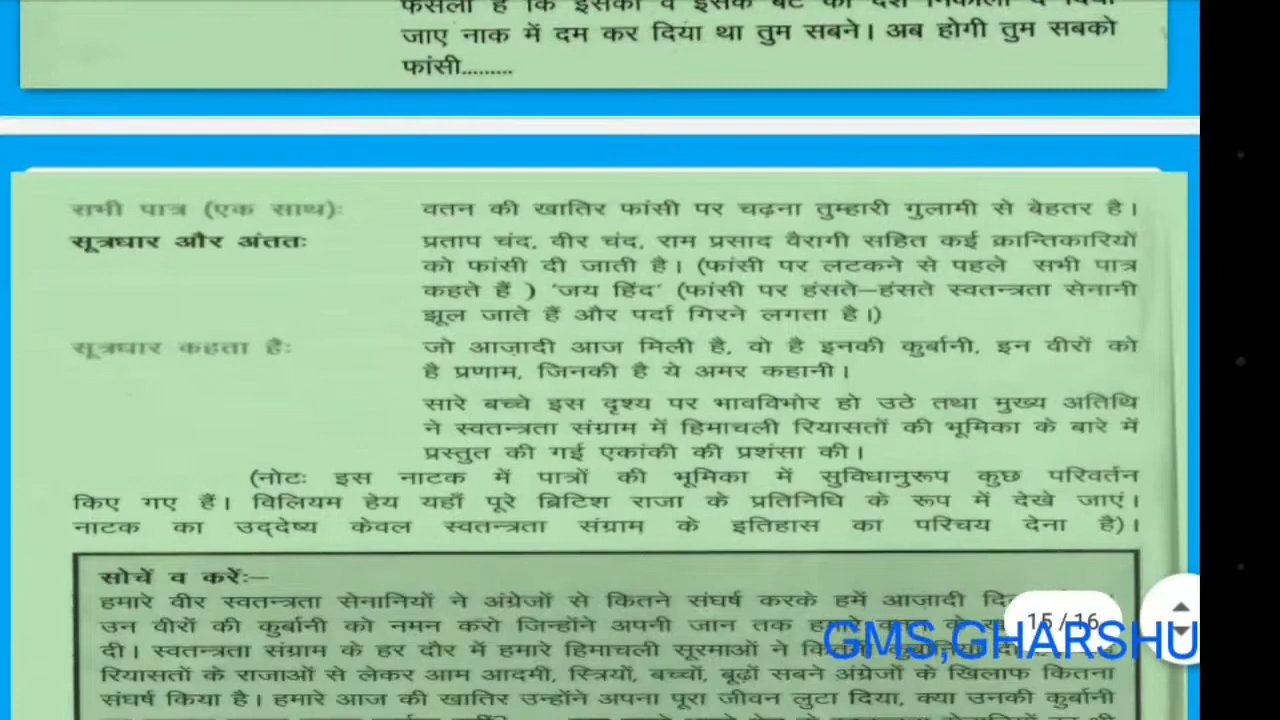 फैसला है कि इसको व इसके बेटे को देश निकाला दे दिया
जाए नाक में दम कर दिया था तुम सबने। अब होगी तुम सबको
फांसी.........
सभी पात्र (एक साथ): वतन की खातिर फांसी पर चढ़ना तुम्हारी गुलामी से बेहतर है।
सूत्रधार और अंततः प्रताप चंद, वीर चंद, राम प्रसाद वैरागी सहित कई क्रान्तिकारियों
को फांसी दी जाती है। (फांसी पर लटकने से पहले सभी पात्र
कहते हैं ) 'जय हिंद' (फांसी पर हंसते–हंसते स्वतन्त्रता सेनानी
झूल जाते हैं और पर्दा गिरने लगता है।)
सूत्रधार कहता हैः जो आज़ादी आज मिली है, वो है इनकी कुर्बानी, इन वीरों को
है प्रणाम, जिनकी है ये अमर कहानी।
सारे बच्चे इस दृश्य पर भावविभोर हो उठे तथा मुख्य अतिथि
ने स्वतन्त्रता संग्राम में हिमाचली रियासतों की भूमिका के बारे में
प्रस्तुत की गई एकांकी की प्रशंसा की।
(नोटः इस नाटक में पात्रों की भूमिका में सुविधानुरूप कुछ परिवर्तन
किए गए हैं। विलियम हेय यहाँ पूरे ब्रिटिश राजा के प्रतिनिधि के रूप में देखे जाएं।
नाटक का उद्देष्य केवल स्वतन्त्रता संग्राम के इतिहास का परिचय देना है)।
सोचें व करेंः–
हमारे वीर स्वतन्त्रता सेनानियों ने अंग्रेजों से कितने संघर्ष करके हमें आज़ादी
उन वीरों की कुर्बानी को नमन करो जिन्होंने अपनी जान तक
15 / 16
GMS,GHARSHU
दी। स्वतन्त्रता संग्राम के हर दौर में हमारे हिमाचली सूरमाओं ने
रियासतों के राजाओं से लेकर आम आदमी, स्त्रियों, बच्चों, बूढ़ों सबने अंग्रेजों के खिलाफ कितना
संघर्ष किया है। हमारे आज की खातिर उन्होंने अपना पूरा जीवन लुटा दिया, क्या उनकी कुर्बानी